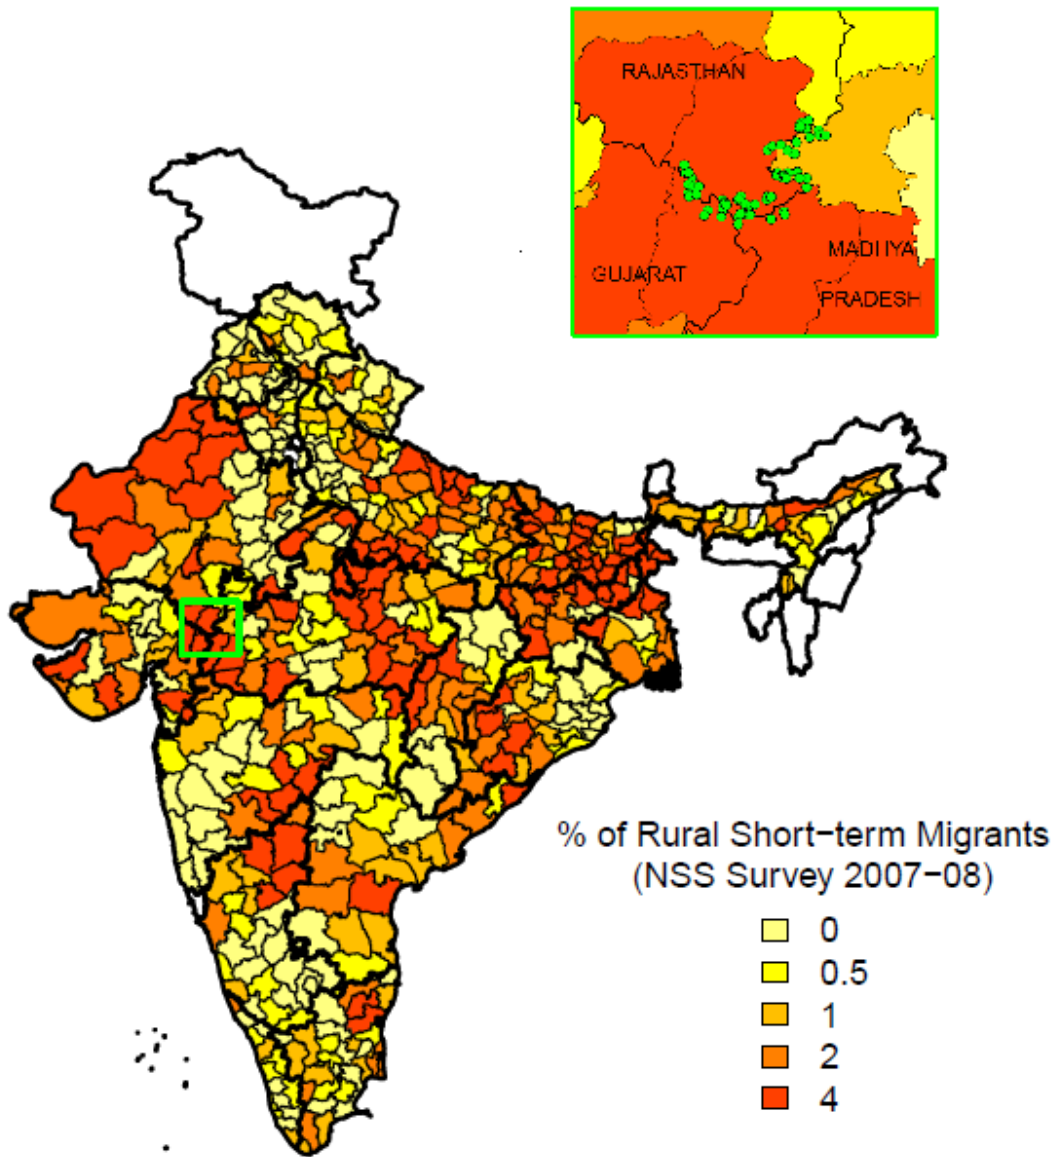 RAJASTHAN
GUJARAT
MADHYA
PRADESH
% of Rural Short−term Migrants
(NSS Survey 2007−08)
0
0.5
1
2
4